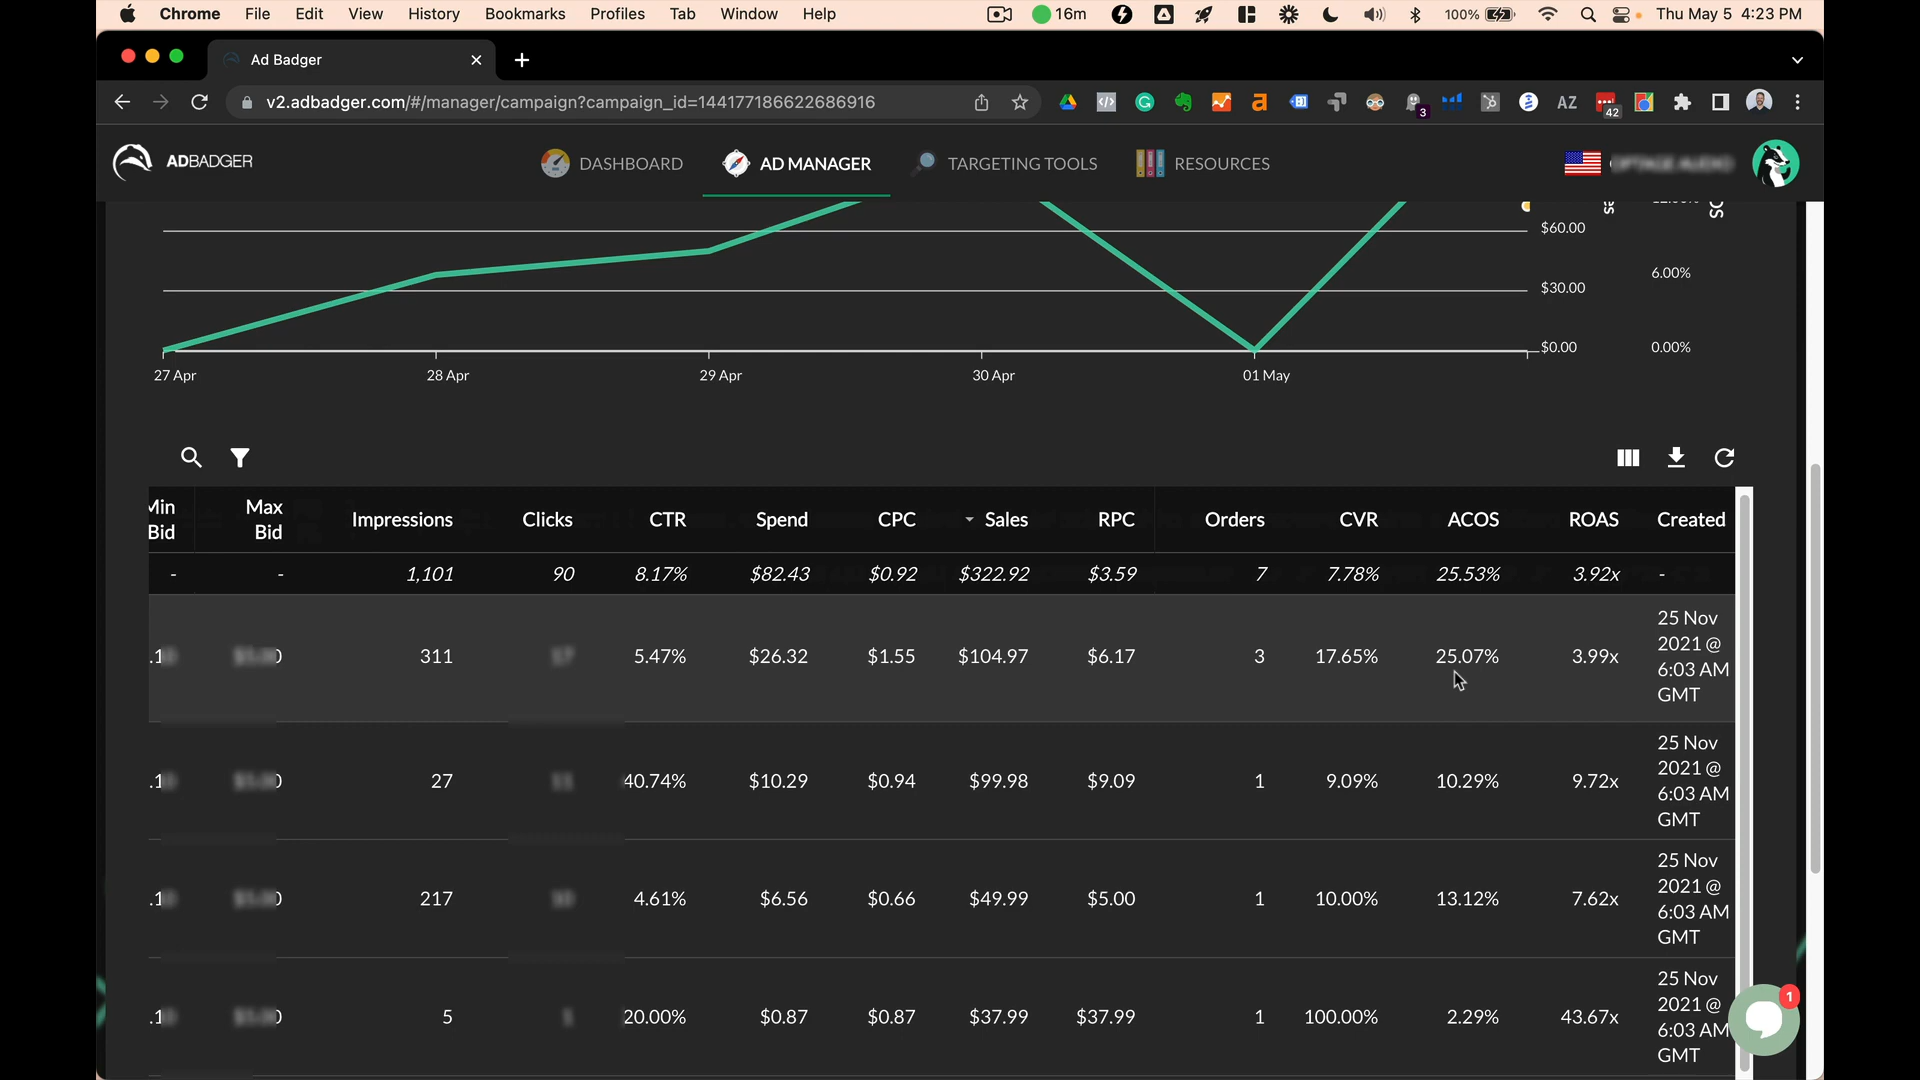 Chrome File Edit View History Bookmarks Profiles Tab Window Help 16m 100% Thu May 5 4:23 PM
Ad Badger
v2.adbadger.com/#/manager/campaign?campaign_id=144177186622686916 3 AZ 42
ADBADGER DASHBOARD AD MANAGER TARGETING TOOLS RESOURCES
$60.00
6.00%
$30.00
$0.00 0.00%
27 Apr 28 Apr 29 Apr 30 Apr 01 May
Min Bid Max Bid Impressions Clicks CTR Spend CPC Sales RPC Orders CVR ACOS ROAS Created
- - 1,101 90 8.17% $82.43 $0.92 $322.92 $3.59 7 7.78% 25.53% 3.92x -
311 5.47% $26.32 $1.55 $104.97 $6.17 3 17.65% 25.07% 3.99x 25 Nov 2021 @ 6:03 AM GMT
27 40.74% $10.29 $0.94 $99.98 $9.09 1 9.09% 10.29% 9.72x 25 Nov 2021 @ 6:03 AM GMT
217 4.61% $6.56 $0.66 $49.99 $5.00 1 10.00% 13.12% 7.62x 25 Nov 2021 @ 6:03 AM GMT
5 20.00% $0.87 $0.87 $37.99 $37.99 1 100.00% 2.29% 43.67x 25 Nov 2021 @ 6:03 AM GMT
1